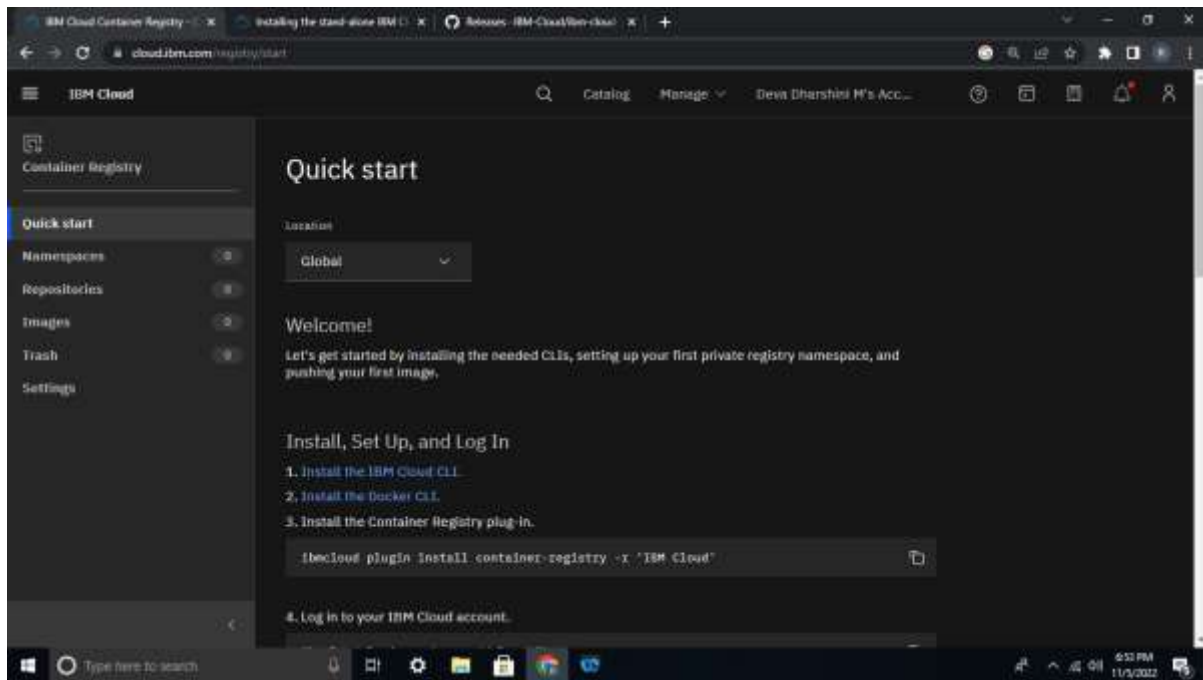 IBM Cloud Container Registry -
Installing the stand-alone IBM Cl
Releases · IBM-Cloud/ibm-cloud
cloud.ibm.com/registry/start
IBM Cloud
Catalog
Manage
Deva Dharshini M's Acc...
Container Registry
Quick start
Namespaces 0
Repositories 0
Images 0
Trash 0
Settings
Quick start
Location
Global
Welcome!
Let's get started by installing the needed CLIs, setting up your first private registry namespace, and
pushing your first image.
Install, Set Up, and Log In
1. Install the IBM Cloud CLI.
2. Install the Docker CLI.
3. Install the Container Registry plug-in.
ibmcloud plugin install container-registry -r 'IBM Cloud'
4. Log in to your IBM Cloud account.
Type here to search
6:53 PM
11/5/2022